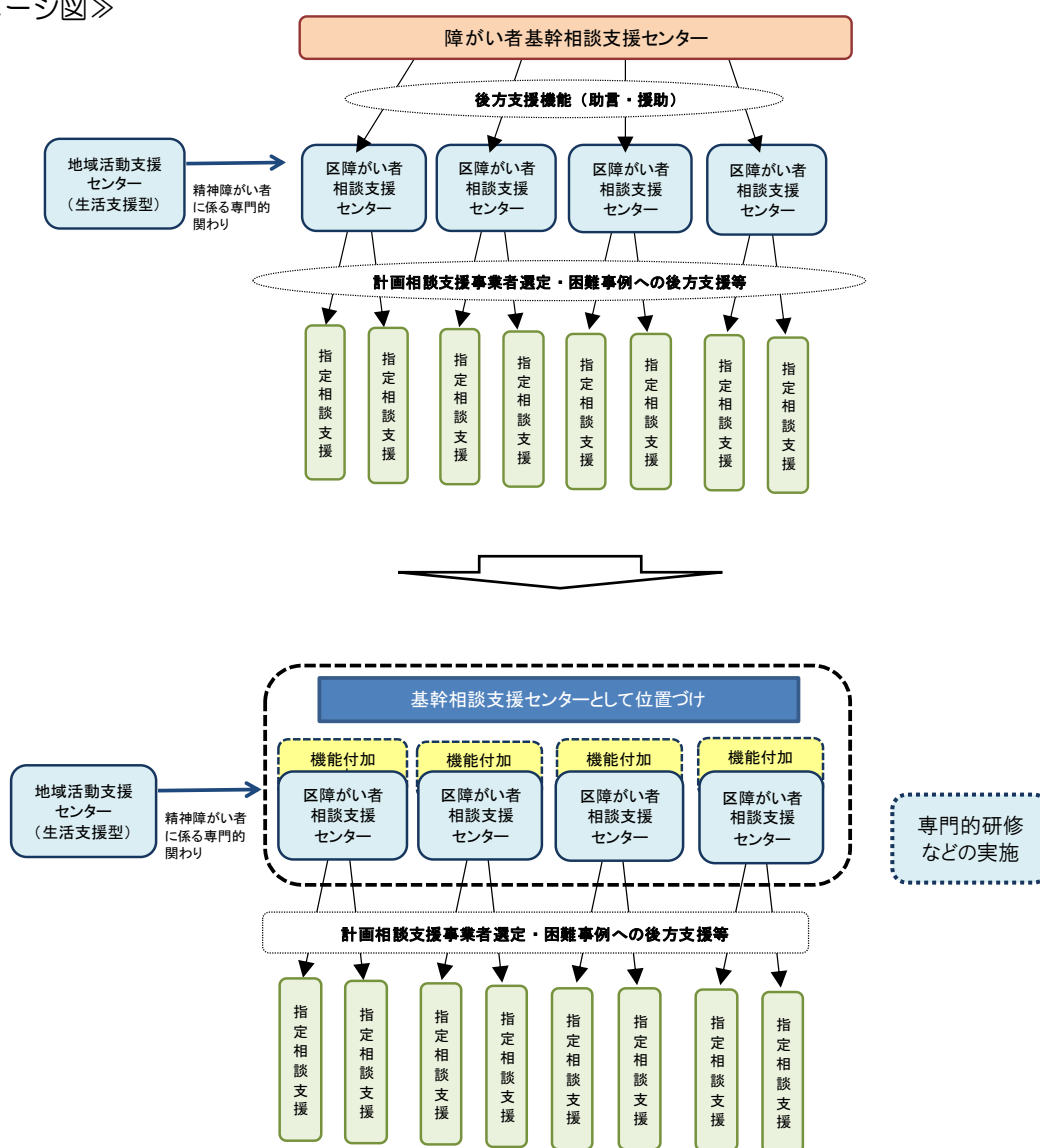 ージ図≫
障がい者基幹相談支援センター
後方支援機能（助言・援助）
地域活動支援
センター
（生活支援型）
精神障がい者
に係る専門的
関わり
区障がい者
相談支援
センター
区障がい者
相談支援
センター
区障がい者
相談支援
センター
区障がい者
相談支援
センター
計画相談支援事業者選定・困難事例への後方支援等
指定相談支援
指定相談支援
指定相談支援
指定相談支援
指定相談支援
指定相談支援
指定相談支援
指定相談支援
基幹相談支援センターとして位置づけ
機能付加
機能付加
機能付加
機能付加
地域活動支援
センター
（生活支援型）
精神障がい者
に係る専門的
関わり
区障がい者
相談支援
センター
区障がい者
相談支援
センター
区障がい者
相談支援
センター
区障がい者
相談支援
センター
専門的研修
などの実施
計画相談支援事業者選定・困難事例への後方支援等
指定相談支援
指定相談支援
指定相談支援
指定相談支援
指定相談支援
指定相談支援
指定相談支援
指定相談支援